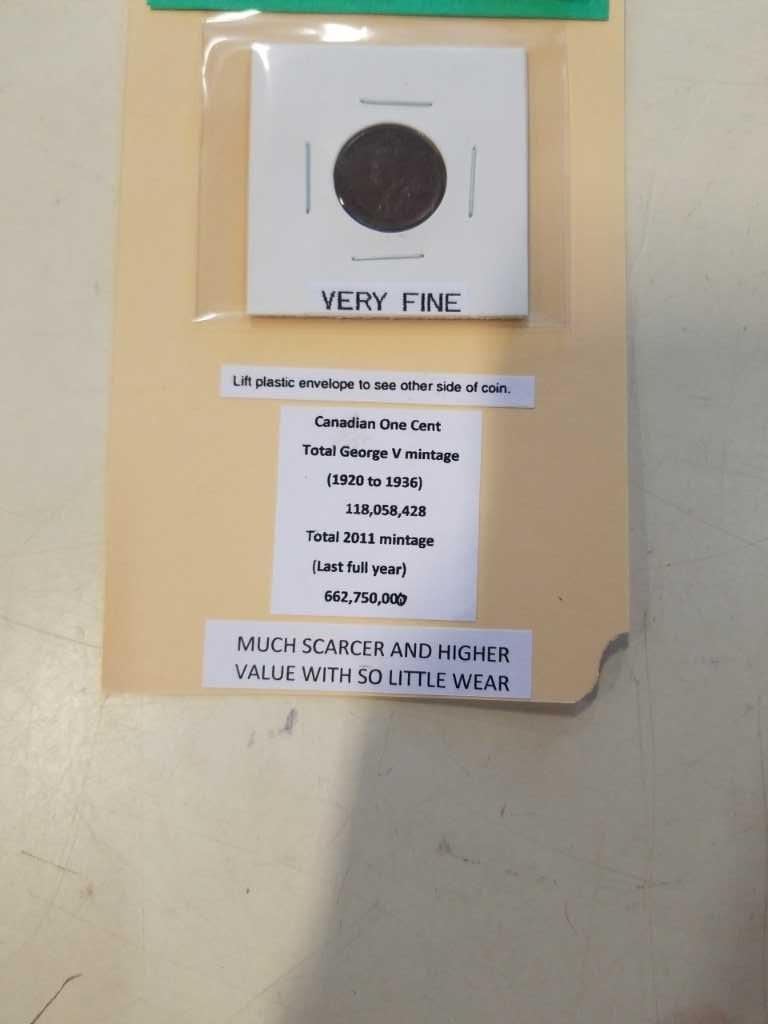 VERY FINE
Lift plastic envelope to see other side of coin.
Canadian One Cent
Total George V mintage
(1920 to 1936)
118,058,428
Total 2011 mintage
(Last full year)
662,750,000
MUCH SCARCER AND HIGHER
VALUE WITH SO LITTLE WEAR